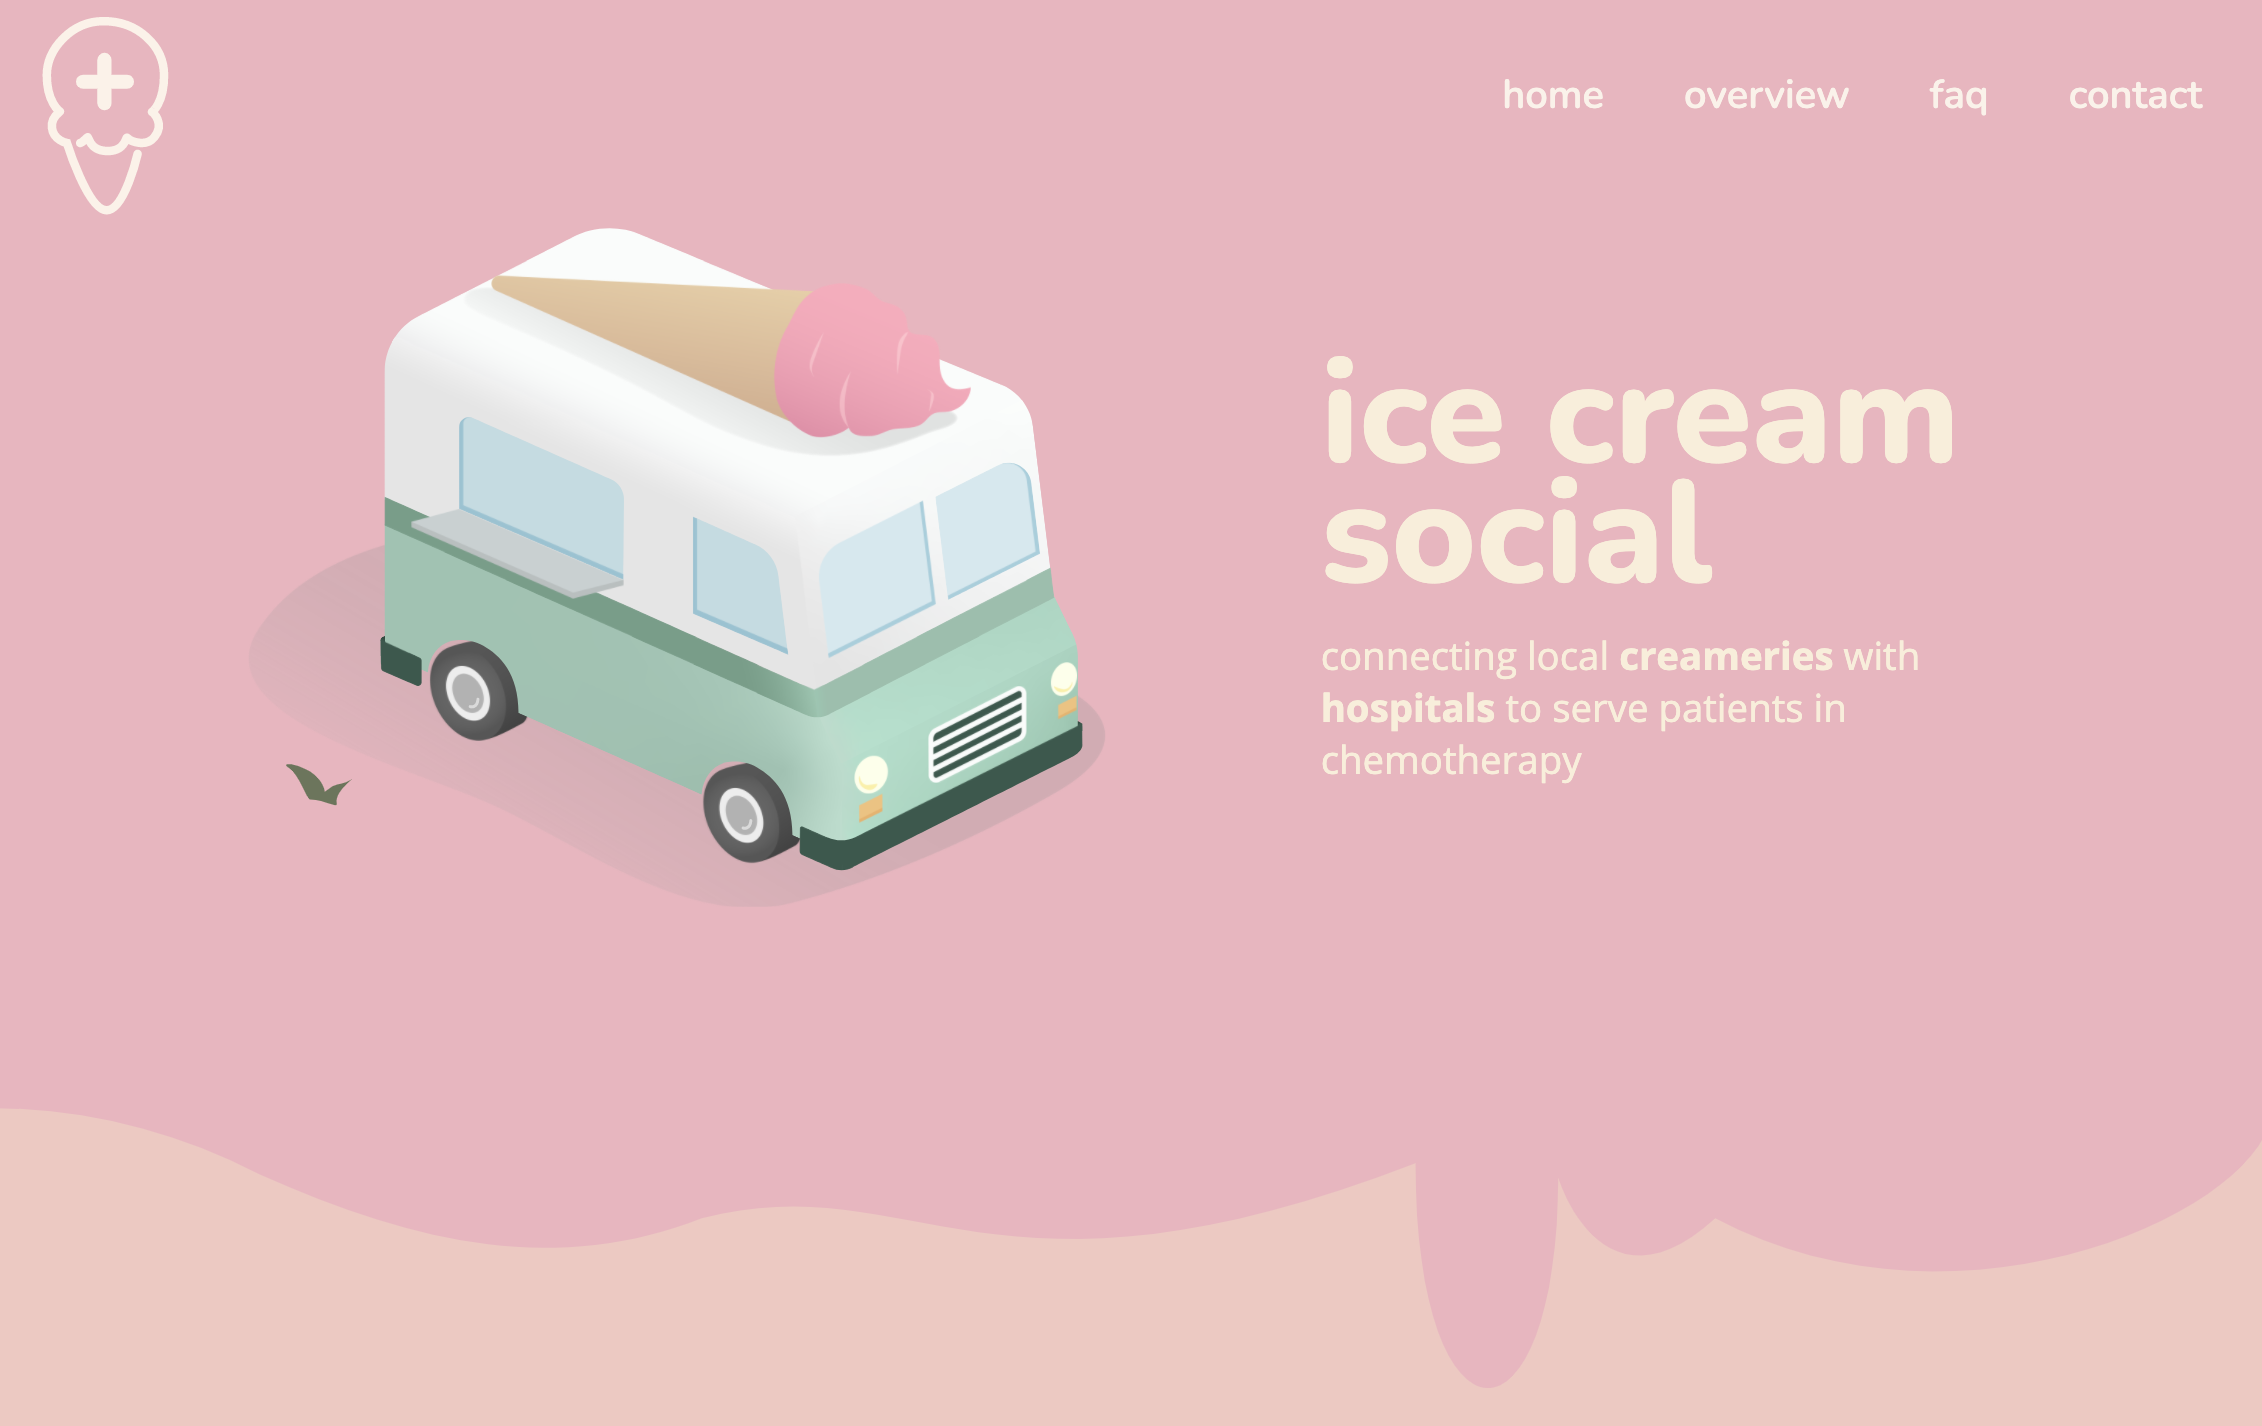 home overview faq contact
ice cream
social
connecting local creameries with
hospitals to serve patients in
chemotherapy